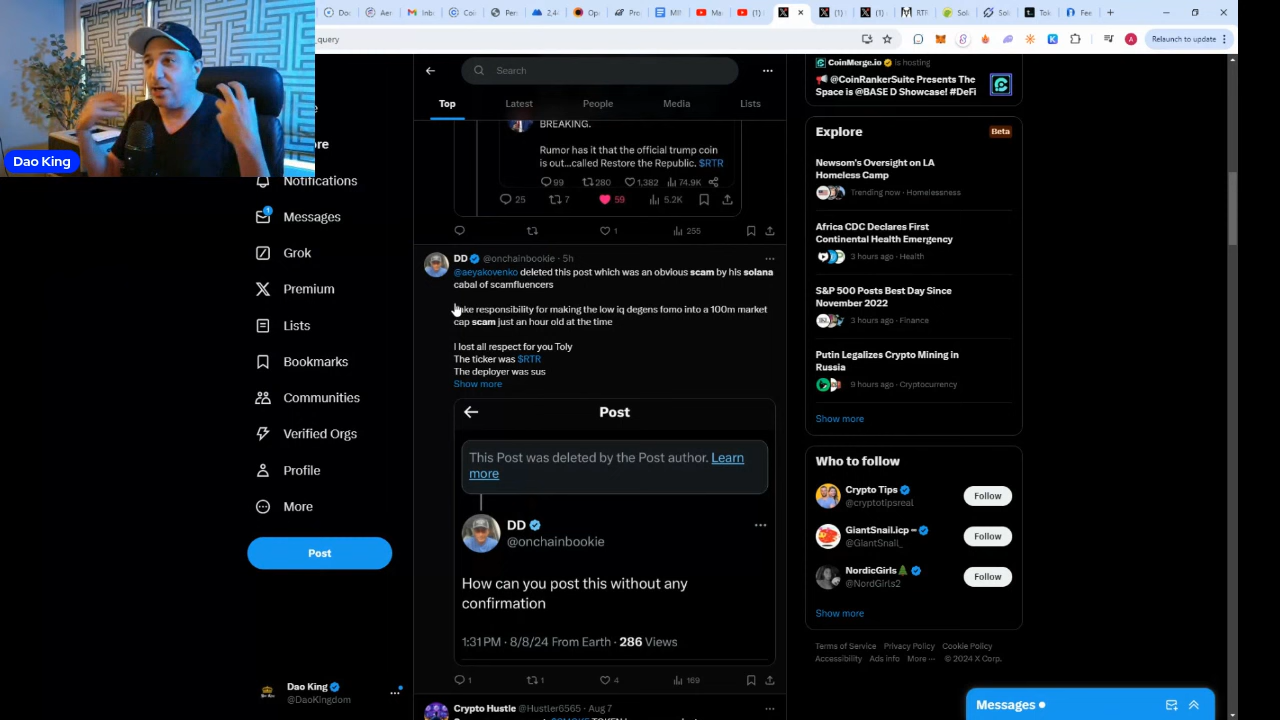 Dao King
query
Relaunch to update
Search
Top
Latest
People
Media
Lists
Notifications
Messages
Grok
Premium
Lists
Bookmarks
Communities
Verified Orgs
Profile
More
Post
Dao King
@DaoKingdom
BREAKING.
Rumor has it that the official trump coin
is out...called Restore the Republic. $RTR
99 280 1,382 74.9K
25 7 59 5.2K
1 255
DD @onchainbookie · 5h
@aeyakovenko deleted this post which was an obvious scam by his solana
cabal of scamfluencers
responsibility for making the low iq degens fomo into a 100m market
cap scam just an hour old at the time
I lost all respect for you Toly
The ticker was $RTR
The deployer was sus
Show more
Post
This Post was deleted by the Post author. Learn
more
DD
@onchainbookie
How can you post this without any
confirmation
1:31 PM · 8/8/24 From Earth · 286 Views
1 1 4 169
Crypto Hustle @Hustler6565 · Aug 7
CoinMerge.io is hosting
@CoinRankerSuite Presents The
Space is @BASE D Showcase! #DeFi
Explore
Beta
Newsom's Oversight on LA
Homeless Camp
Trending now · Homelessness
Africa CDC Declares First
Continental Health Emergency
3 hours ago · Health
S&P 500 Posts Best Day Since
November 2022
3 hours ago · Finance
Putin Legalizes Crypto Mining in
Russia
9 hours ago · Cryptocurrency
Show more
Who to follow
Crypto Tips
@cryptotipsreal
Follow
GiantSnail.icp
@GiantSnail_
Follow
NordicGirls
@NordGirls2
Follow
Show more
Terms of Service Privacy Policy Cookie Policy
Accessibility Ads info More ··· © 2024 X Corp.
Messages